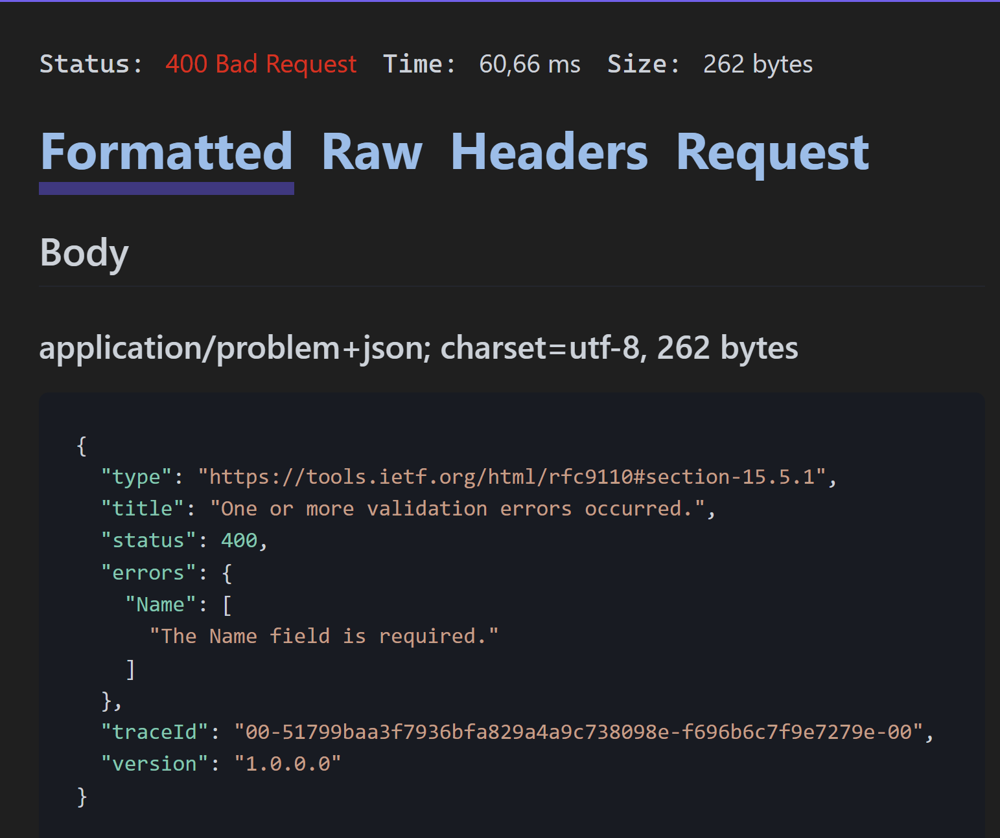 Status: 400 Bad Request Time: 60,66 ms Size: 262 bytes
Formatted Raw Headers Request
Body
application/problem+json; charset=utf-8, 262 bytes
{
  "type": "https://tools.ietf.org/html/rfc9110#section-15.5.1",
  "title": "One or more validation errors occurred.",
  "status": 400,
  "errors": {
    "Name": [
      "The Name field is required."
    ]
  },
  "traceId": "00-51799baa3f7936bfa829a4a9c738098e-f696b6c7f9e7279e-00",
  "version": "1.0.0.0"
}